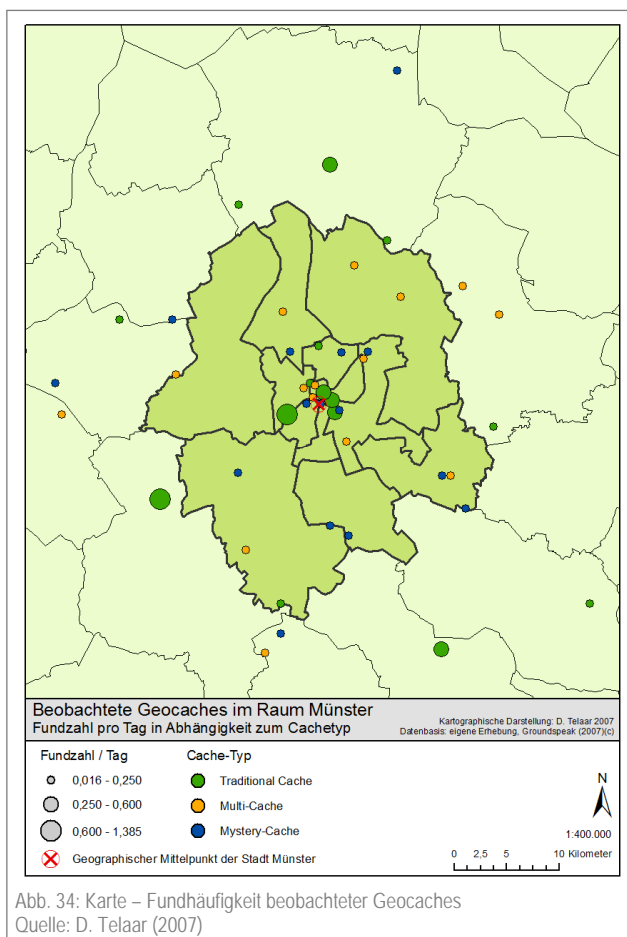 Beobachtete Geocaches im Raum Münster
Fundzahl pro Tag in Abhängigkeit zum Cachetyp
Kartographische Darstellung: D. Telaar 2007
Datenbasis: eigene Erhebung, Groundspeak (2007)(c)
Fundzahl / Tag
Cache-Typ
0,016 - 0,250
Traditional Cache
0,250 - 0,600
Multi-Cache
0,600 - 1,385
Mystery-Cache
Geographischer Mittelpunkt der Stadt Münster
N
1:400.000
0 2,5 5 10 Kilometer
Abb. 34: Karte – Fundhäufigkeit beobachteter Geocaches
Quelle: D. Telaar (2007)